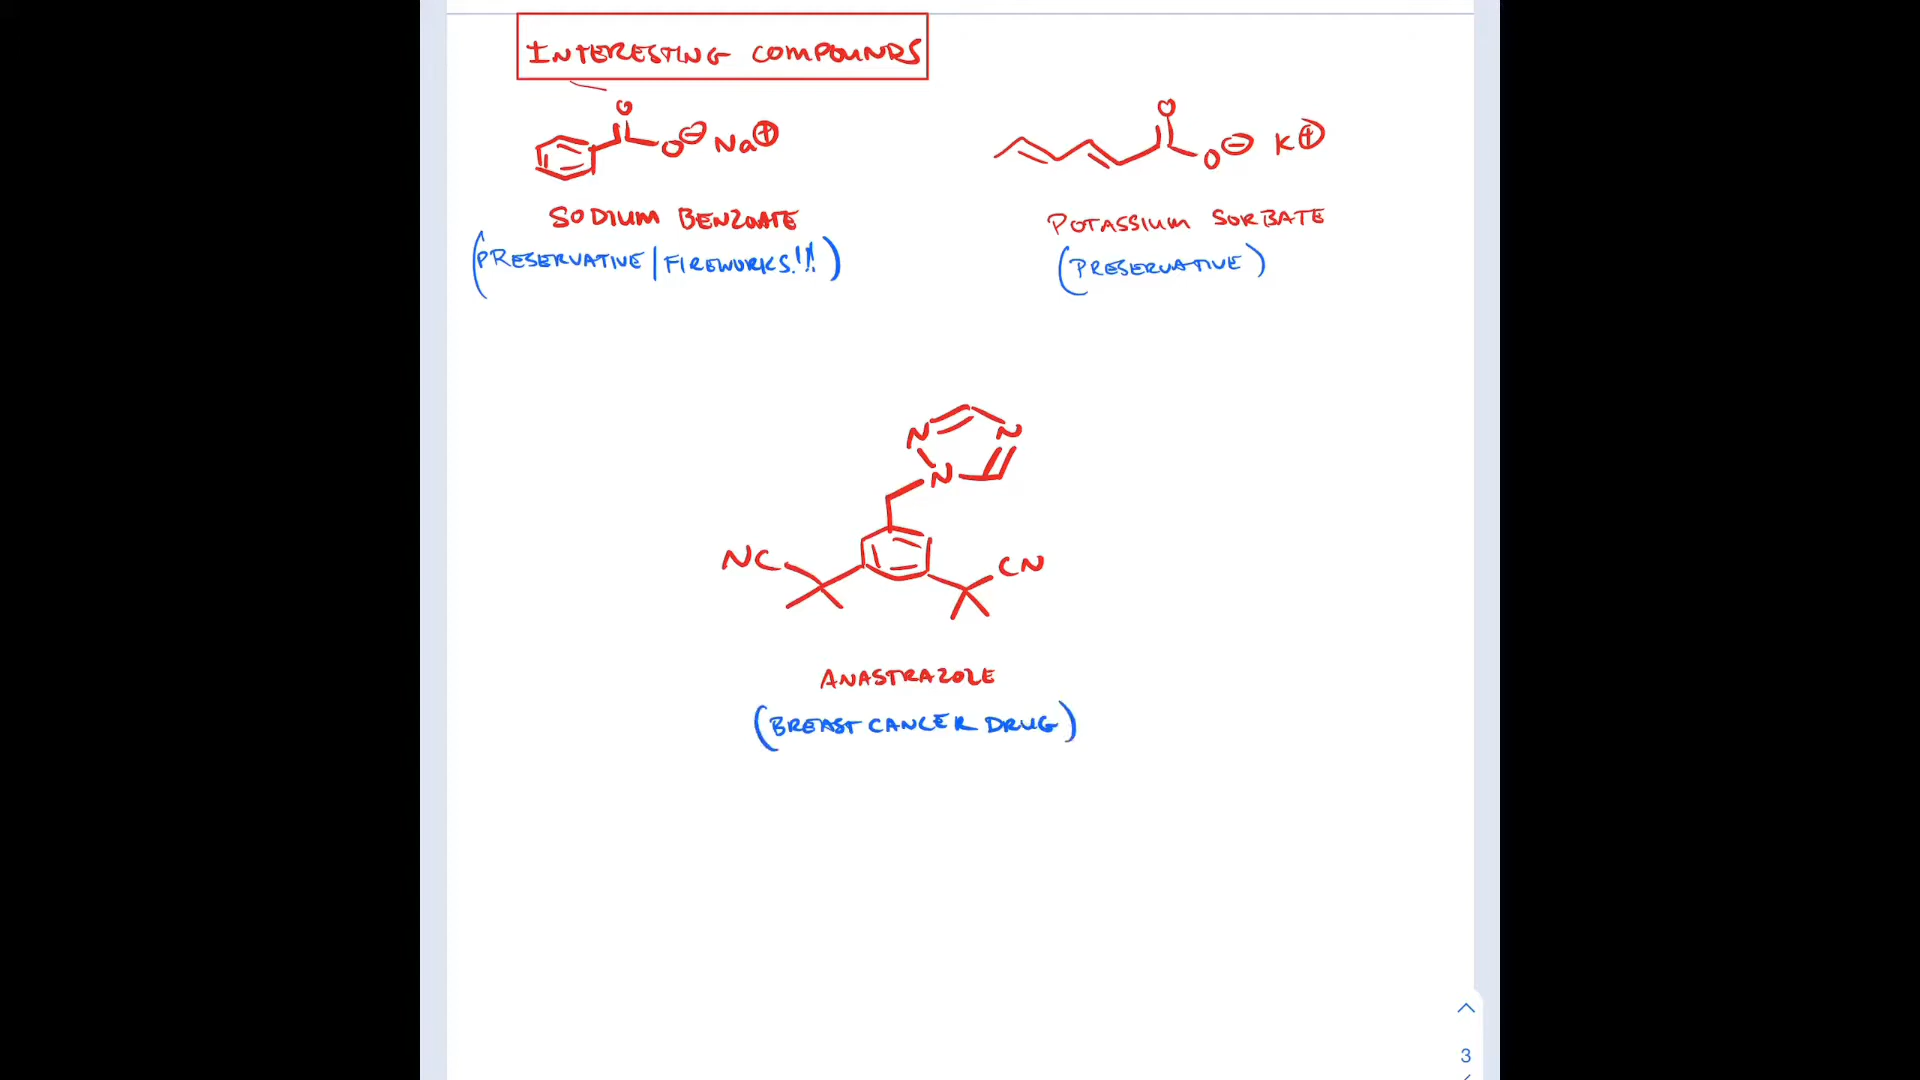 INTERESTING COMPOUNDS
O
O⊖ Na⊕
SODIUM BENZOATE
(PRESERVATIVE | FIREWORKS!!!)
O
O⊖ K⊕
POTASSIUM SORBATE
(PRESERVATIVE)
N N
N
NC CN
ANASTRAZOLE
(BREAST CANCER DRUG)
3